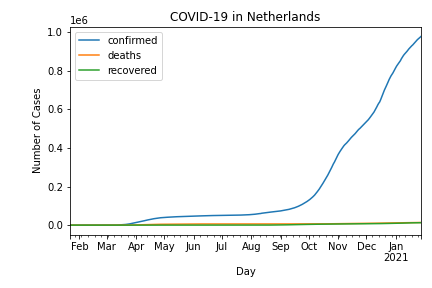 COVID-19 in Netherlands
1e6
1.0
0.8
0.6
0.4
0.2
0.0
Number of Cases
confirmed
deaths
recovered
Feb Mar Apr May Jun Jul Aug Sep Oct Nov Dec Jan
2021
Day